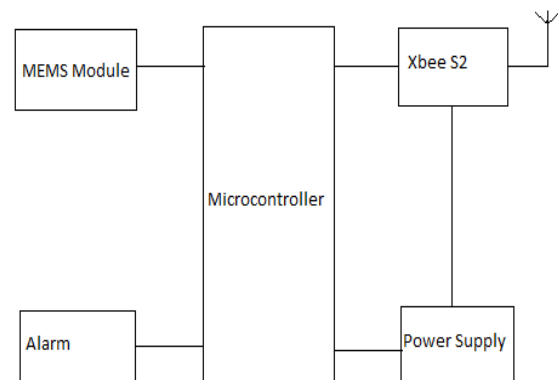 MEMS Module
Xbee S2
Microcontroller
Alarm
Power Supply